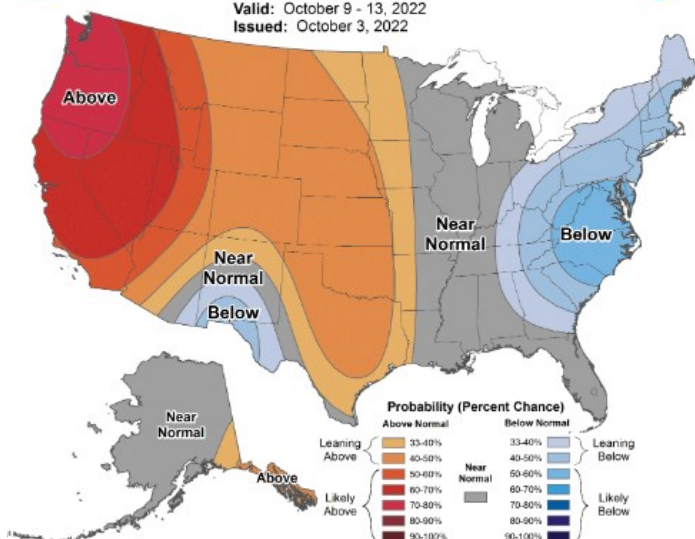 Valid: October 9 - 13, 2022
Issued: October 3, 2022
Above
Near
Normal
Below
Near
Normal
Below
Near
Normal
Above
Probability (Percent Chance)
Above Normal
Below Normal
Leaning
Above
33-40%
40-50%
Likely
Above
50-60%
60-70%
70-80%
80-90%
90-100%
Near
Normal
33-40%
40-50%
Leaning
Below
50-60%
60-70%
70-80%
80-90%
90-100%
Likely
Below